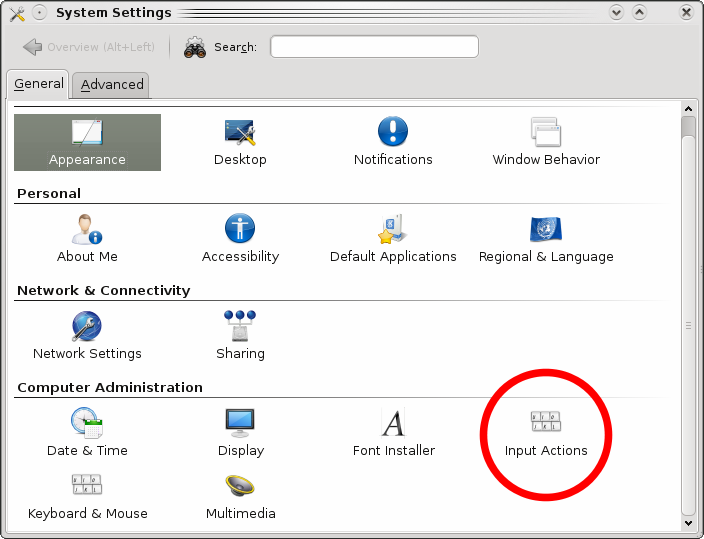 System Settings
Overview (Alt+Left) Search:
General Advanced
Appearance Desktop Notifications Window Behavior
Personal
About Me Accessibility Default Applications Regional & Language
Network & Connectivity
Network Settings Sharing
Computer Administration
Date & Time Display Font Installer Input Actions
Keyboard & Mouse Multimedia